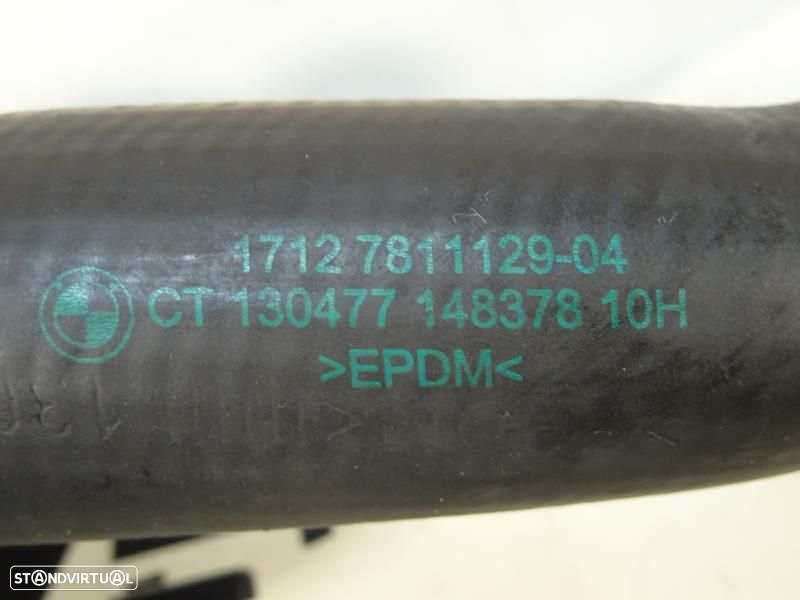 1712 7811129-04
CT 130477 148378 10H
>EPDM<
STANDVIRTUAL